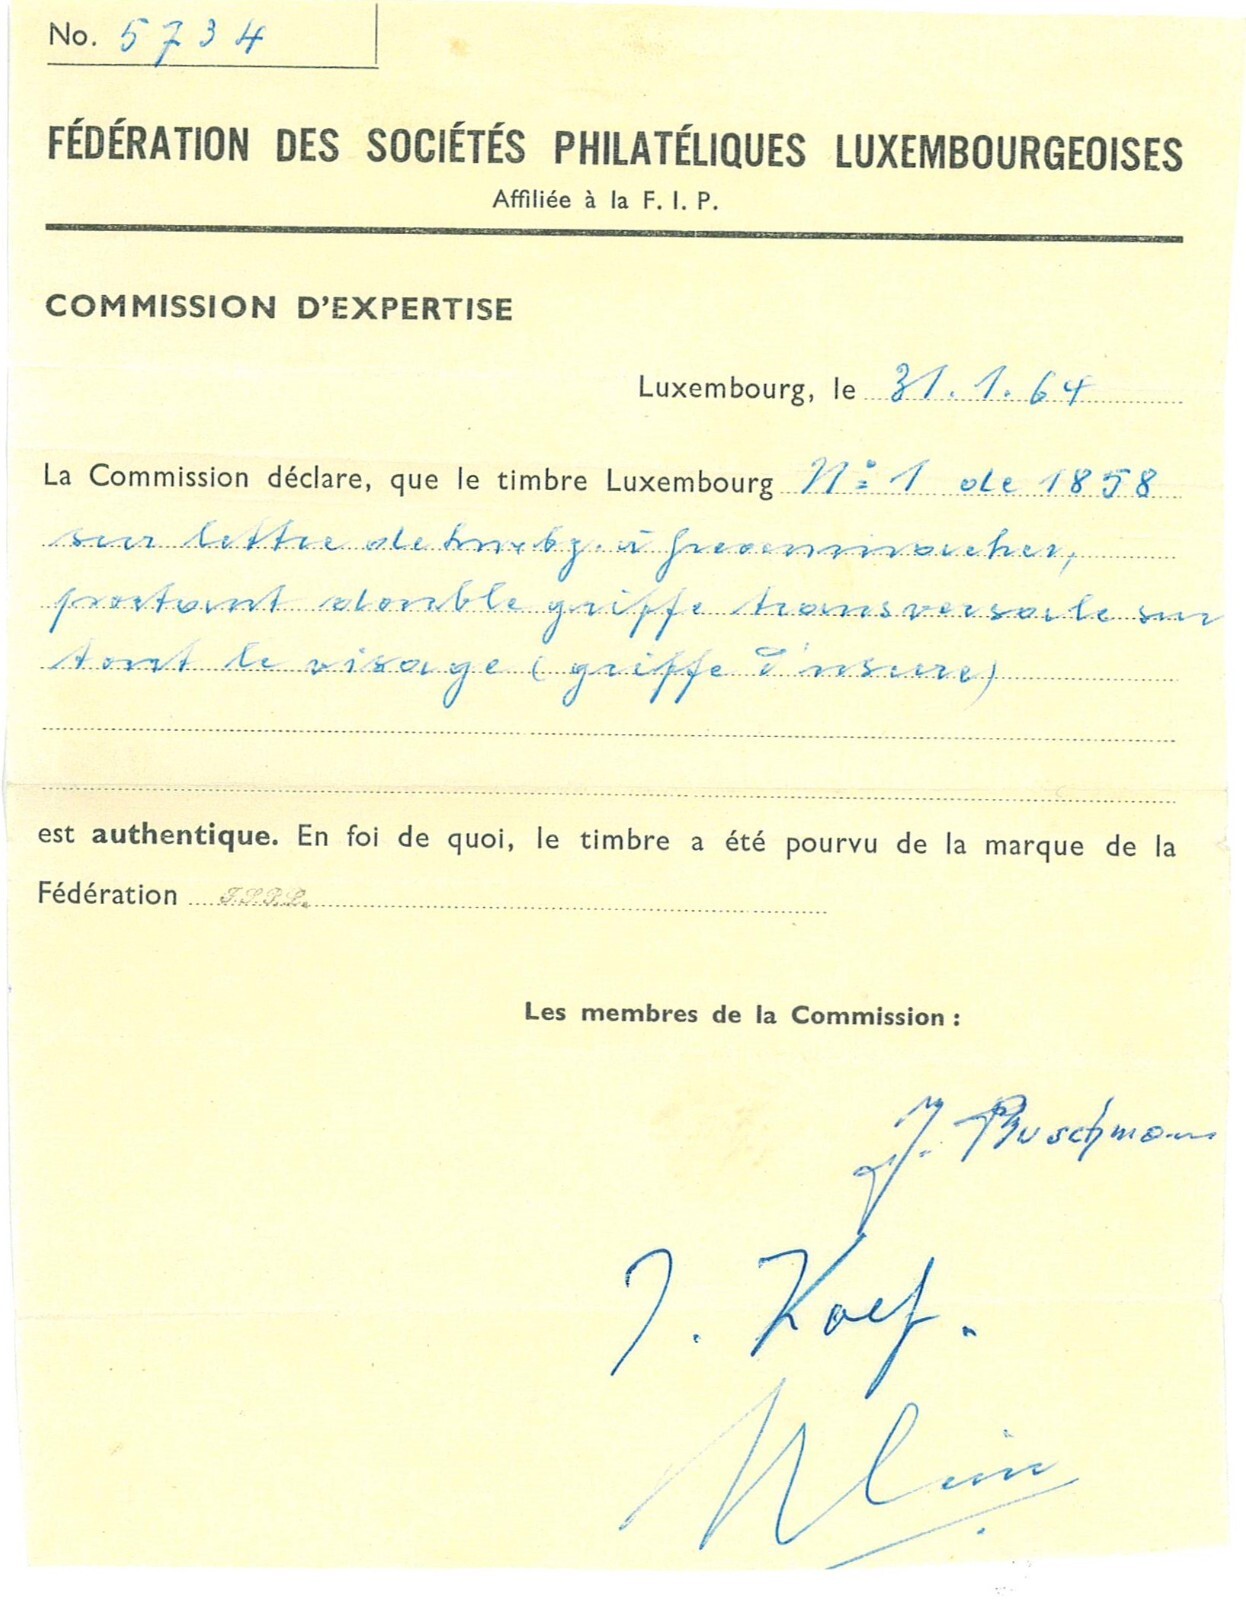 No. 5734
FÉDÉRATION DES SOCIÉTÉS PHILATÉLIQUES LUXEMBOURGEOISES
Affiliée à la F. I. P.
COMMISSION D'EXPERTISE
Luxembourg, le 31.1.64
La Commission déclare, que le timbre Luxembourg No 1 de 1858
sur lettre de Luxbg. à Grevenmacher,
portant double griffe transversale sur
tout le visage (griffe d'usure)
est authentique. En foi de quoi, le timbre a été pourvu de la marque de la
Fédération F.S.P.L.
Les membres de la Commission :
J. Buschmann
J. Koef.